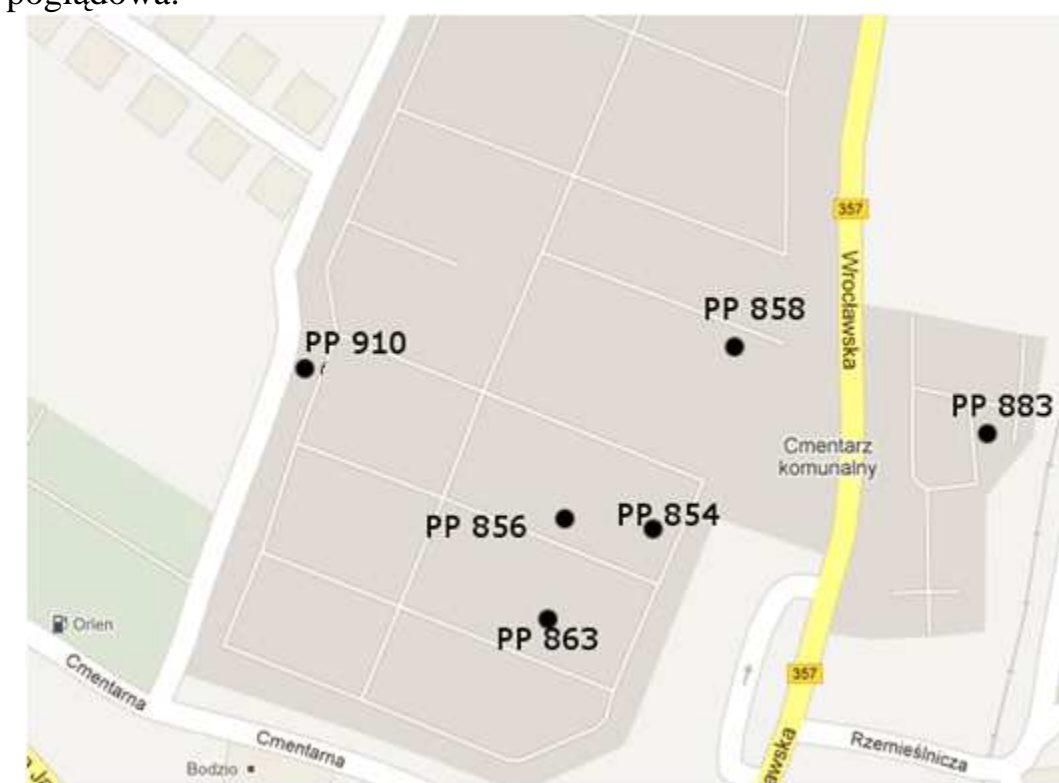 poglądowa.
357
Wrocławska
PP 858
PP 910
PP 883
Cmentarz
komunalny
PP 856
PP 854
PP 863
Orlen
Cmentarna
Cmentarna
Bodzio
357
Rzemieślnicza
awska